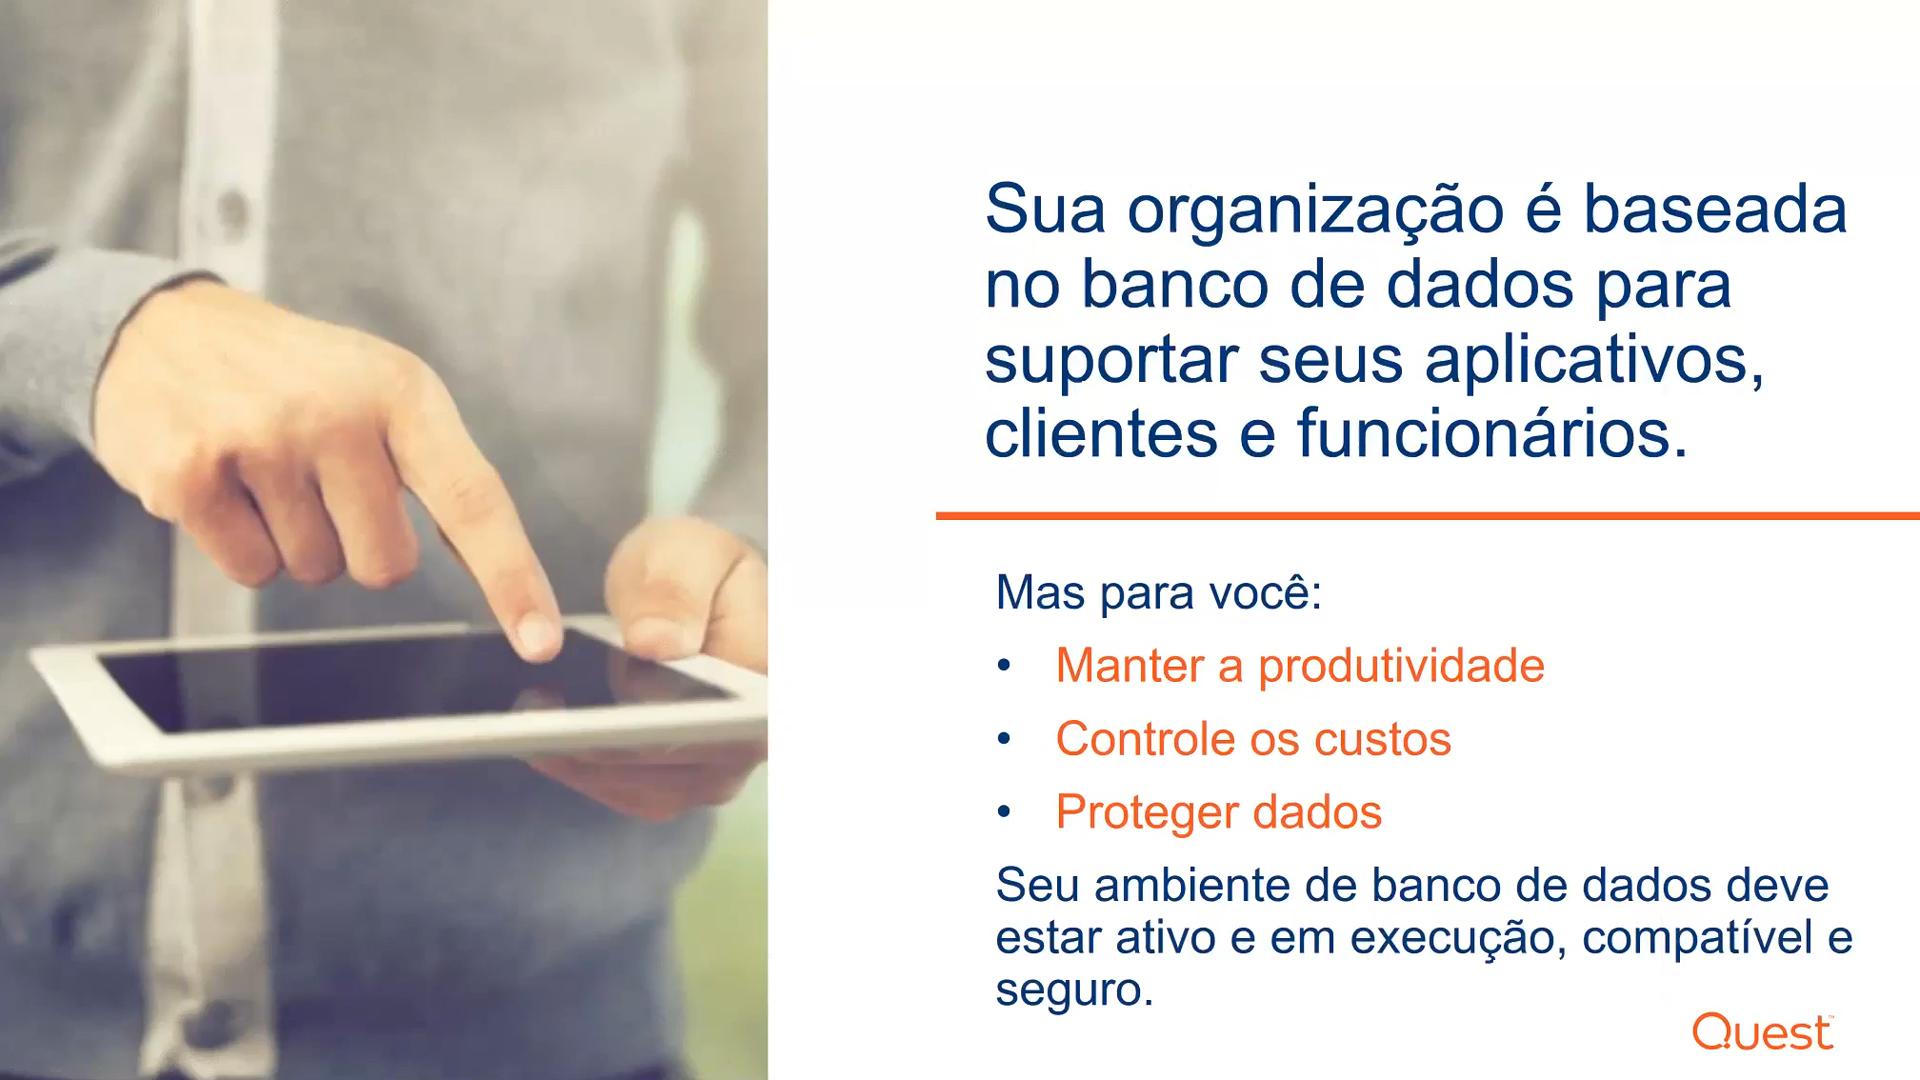 Sua organização é baseada
no banco de dados para
suportar seus aplicativos,
clientes e funcionários.
Mas para você:
• Manter a produtividade
• Controle os custos
• Proteger dados
Seu ambiente de banco de dados deve
estar ativo e em execução, compatível e
seguro.
Quest™